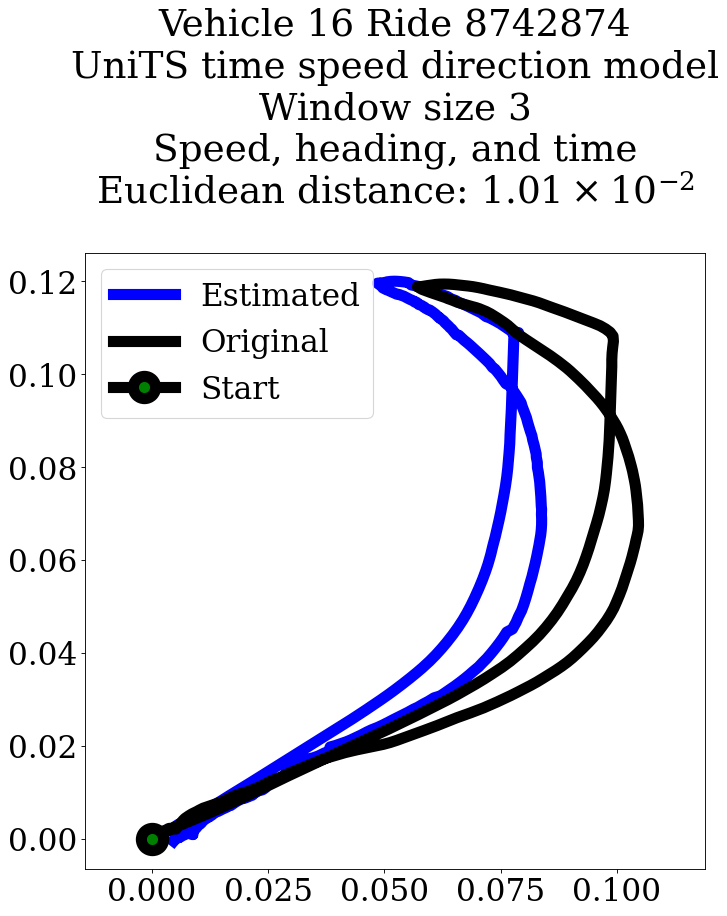 Vehicle 16 Ride 8742874
UniTS time speed direction model
Window size 3
Speed, heading, and time
Euclidean distance: 1.01 × 10⁻²
Estimated
Original
Start
0.12
0.10
0.08
0.06
0.04
0.02
0.00
0.000 0.025 0.050 0.075 0.100